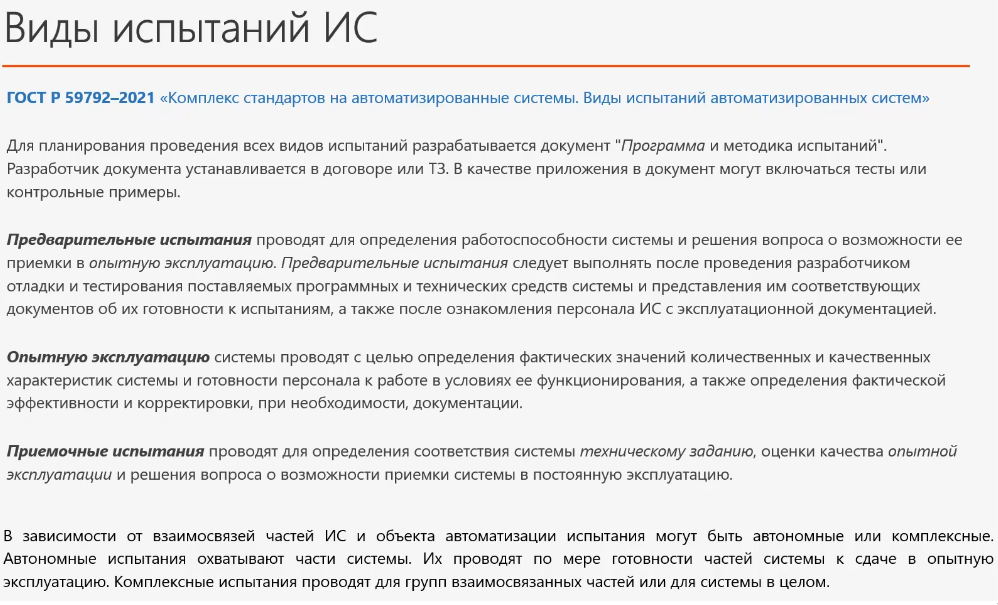 Виды испытаний ИС
ГОСТ Р 59792–2021 «Комплекс стандартов на автоматизированные системы. Виды испытаний автоматизированных систем»
Для планирования проведения всех видов испытаний разрабатывается документ "Программа и методика испытаний".
Разработчик документа устанавливается в договоре или ТЗ. В качестве приложения в документ могут включаться тесты или
контрольные примеры.
Предварительные испытания проводят для определения работоспособности системы и решения вопроса о возможности ее
приемки в опытную эксплуатацию. Предварительные испытания следует выполнять после проведения разработчиком
отладки и тестирования поставляемых программных и технических средств системы и представления им соответствующих
документов об их готовности к испытаниям, а также после ознакомления персонала ИС с эксплуатационной документацией.
Опытную эксплуатацию системы проводят с целью определения фактических значений количественных и качественных
характеристик системы и готовности персонала к работе в условиях ее функционирования, а также определения фактической
эффективности и корректировки, при необходимости, документации.
Приемочные испытания проводят для определения соответствия системы техническому заданию, оценки качества опытной
эксплуатации и решения вопроса о возможности приемки системы в постоянную эксплуатацию.
В зависимости от взаимосвязей частей ИС и объекта автоматизации испытания могут быть автономные или комплексные.
Автономные испытания охватывают части системы. Их проводят по мере готовности частей системы к сдаче в опытную
эксплуатацию. Комплексные испытания проводят для групп взаимосвязанных частей или для системы в целом.